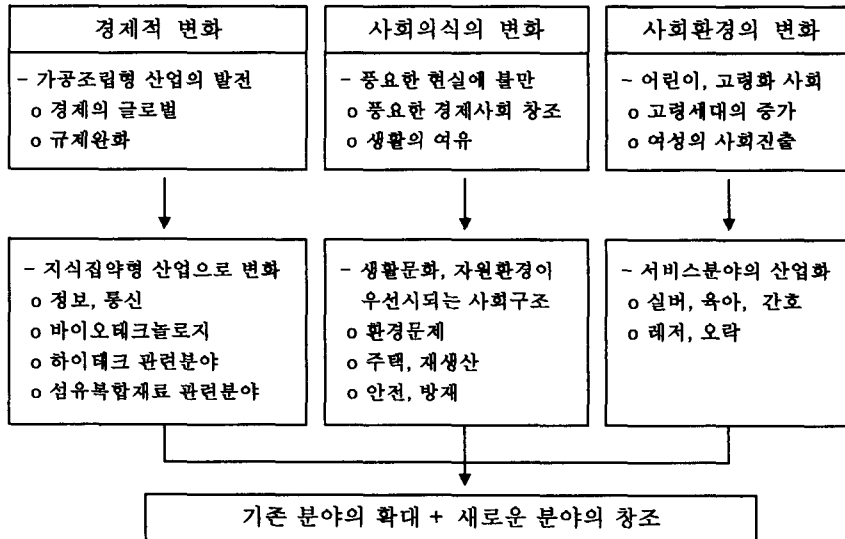 경제적 변화
- 가공조립형 산업의 발전
o 경제의 글로벌
o 규제완화
사회의식의 변화
- 풍요한 현실에 불만
o 풍요한 경제사회 창조
o 생활의 여유
사회환경의 변화
- 어린이, 고령화 사회
o 고령세대의 증가
o 여성의 사회진출
- 지식집약형 산업으로 변화
o 정보, 통신
o 바이오테크놀로지
o 하이테크 관련분야
o 섬유복합재료 관련분야
- 생활문화, 자원환경이
우선시되는 사회구조
o 환경문제
o 주택, 재생산
o 안전, 방재
- 서비스분야의 산업화
o 실버, 육아, 간호
o 레저, 오락
기존 분야의 확대 + 새로운 분야의 창조